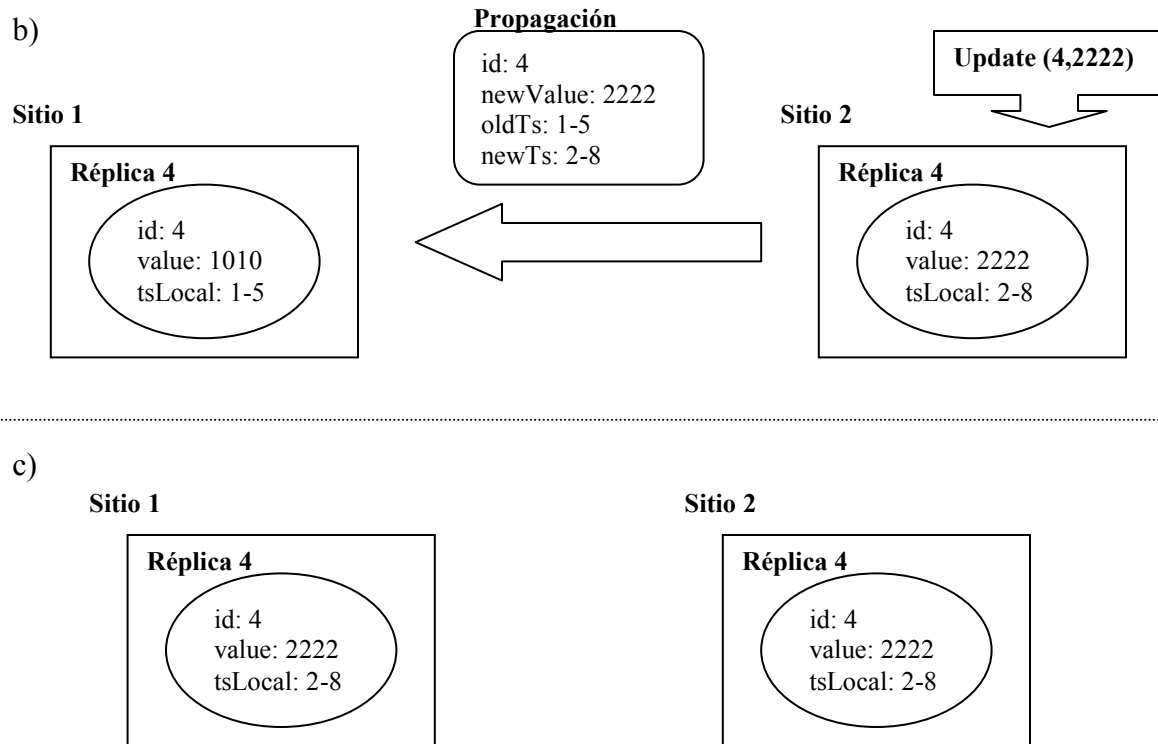 b)
Propagación
id: 4
newValue: 2222
oldTs: 1-5
newTs: 2-8
Update (4,2222)
Sitio 1
Sitio 2
Réplica 4
id: 4
value: 1010
tsLocal: 1-5
Réplica 4
id: 4
value: 2222
tsLocal: 2-8
c)
Sitio 1
Sitio 2
Réplica 4
id: 4
value: 2222
tsLocal: 2-8
Réplica 4
id: 4
value: 2222
tsLocal: 2-8